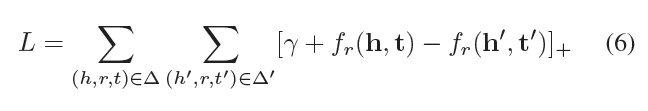 L = ∑_{(h,r,t)∈Δ} ∑_{(h′,r,t′)∈Δ′} [γ + f_r(𝐡, 𝐭) − f_r(𝐡′, 𝐭′)]_+ (6)